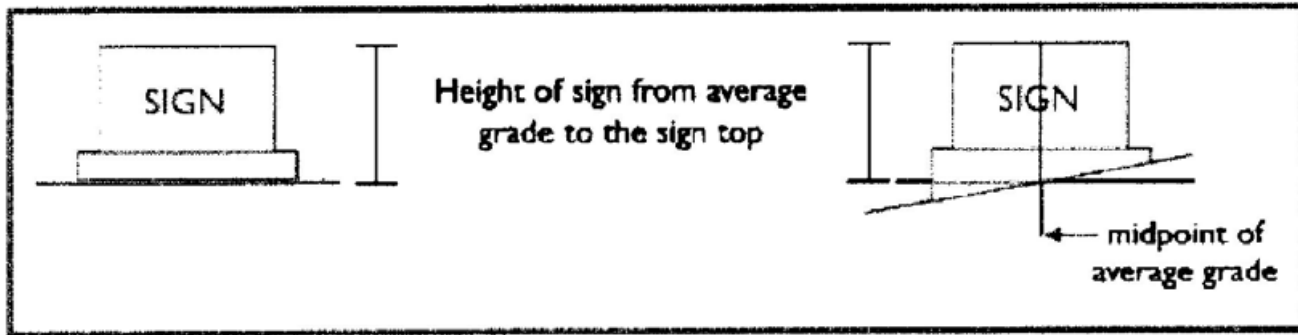 SIGN
Height of sign from average
grade to the sign top
SIGN
midpoint of
average grade